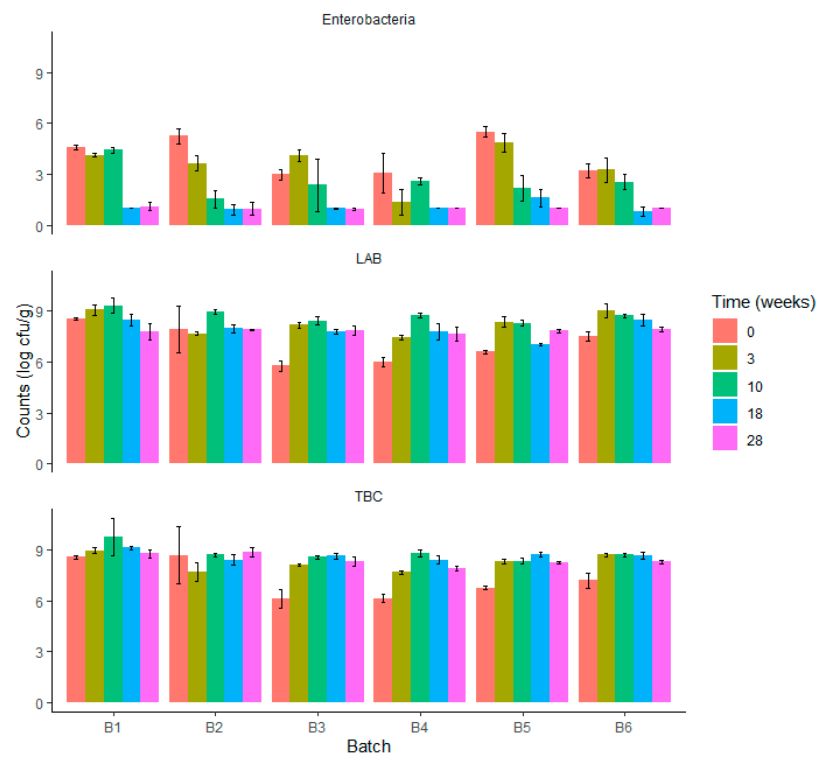 Enterobacteria
9
6
3
0
LAB
9
6
3
0
TBC
9
6
3
0
Counts (log cfu/g)
B1 B2 B3 B4 B5 B6
Batch
Time (weeks)
0
3
10
18
28